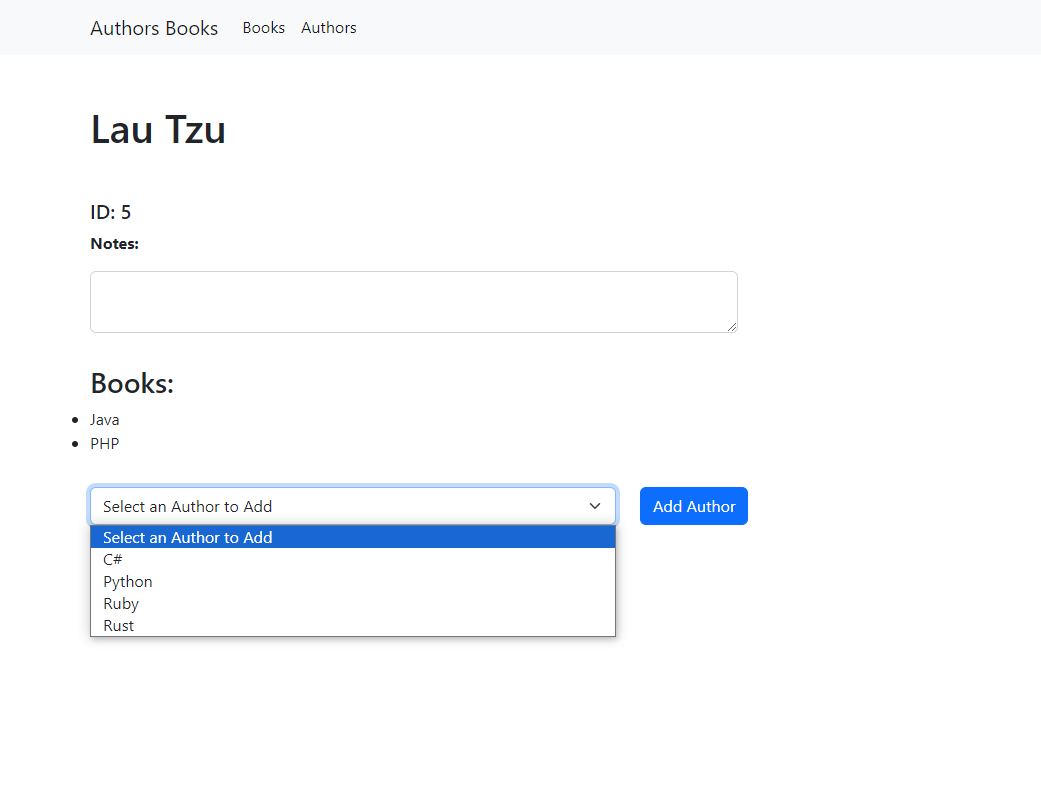 Authors Books Books Authors
Lau Tzu
ID: 5
Notes:
Books:
Java
PHP
Select an Author to Add Add Author
Select an Author to Add
C#
Python
Ruby
Rust